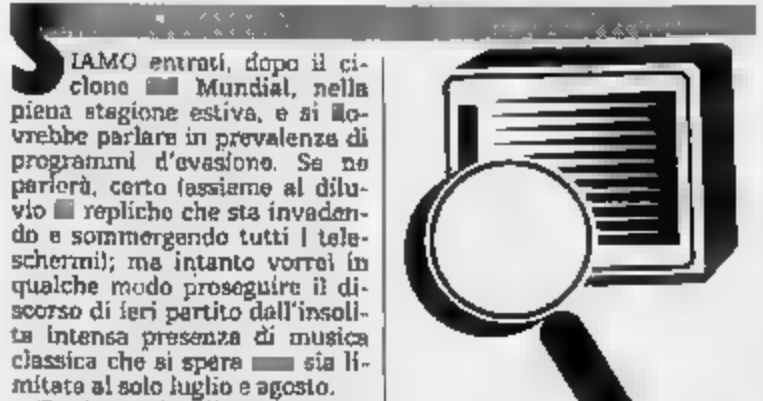 SIAMO entrati, dopo il ci-
clone Mundial, nella
piena stagione estiva, e si do-
vrebbe parlare in prevalenza di
programmi d'evasione. Se ne
parlerà, certo (assieme al dilu-
vio repliche che sta invaden-
do e sommergendo tutti i tele-
schermi); ma intanto vorrei in
qualche modo proseguire il di-
scorso di ieri partito dall'insoli-
ta intensa presenza di musica
classica che si spera sia li-
mitata al solo luglio e agosto.